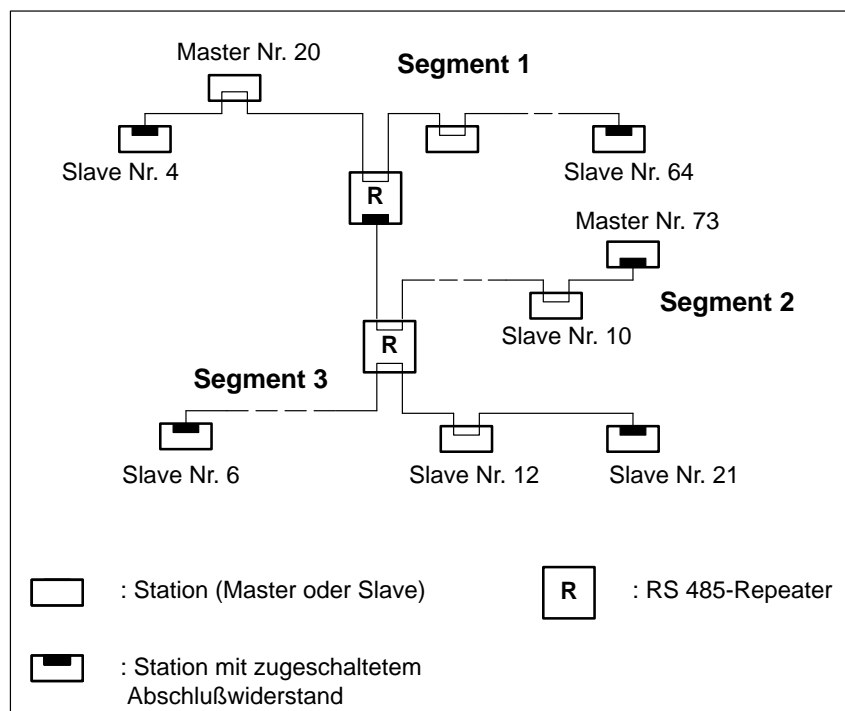 Master Nr. 20
Segment 1
Slave Nr. 4
Slave Nr. 64
R
Master Nr. 73
Segment 2
Slave Nr. 10
R
Segment 3
Slave Nr. 6
Slave Nr. 12
Slave Nr. 21
: Station (Master oder Slave)
R
: RS 485-Repeater
: Station mit zugeschaltetem
Abschlußwiderstand